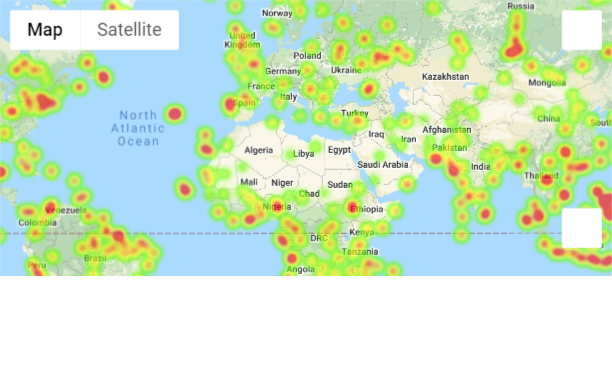 Map Satellite
Russia
Norway
United
Kingdom
Poland
Germany
Ukraine
Kazakhstan
France
Mongolia
Italy
Spain
Turkey
North
Atlantic
Ocean
China
Iraq
Iran
Afghanistan
Algeria
Libya
Egypt
Pakistan
Saudi Arabia
India
Thailand
Mali
Niger
Chad
Sudan
Nigeria
Ethiopia
Venezuela
Colombia
DRC
Kenya
Tanzania
Brazil
Peru
Angola